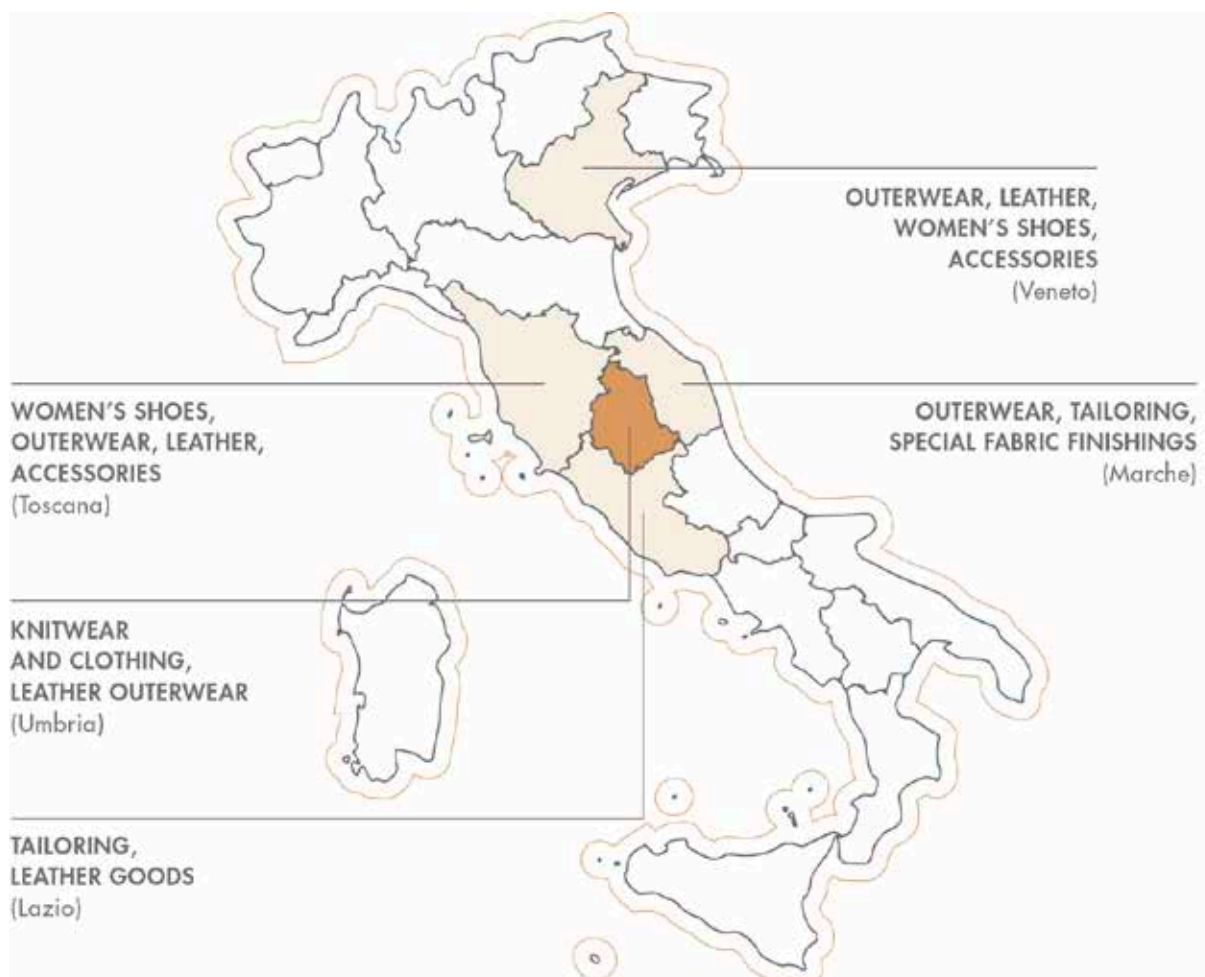 OUTERWEAR, LEATHER,
WOMEN'S SHOES,
ACCESSORIES
(Veneto)
WOMEN'S SHOES,
OUTERWEAR, LEATHER,
ACCESSORIES
(Toscana)
OUTERWEAR, TAILORING,
SPECIAL FABRIC FINISHINGS
(Marche)
KNITWEAR
AND CLOTHING,
LEATHER OUTERWEAR
(Umbria)
TAILORING,
LEATHER GOODS
(Lazio)